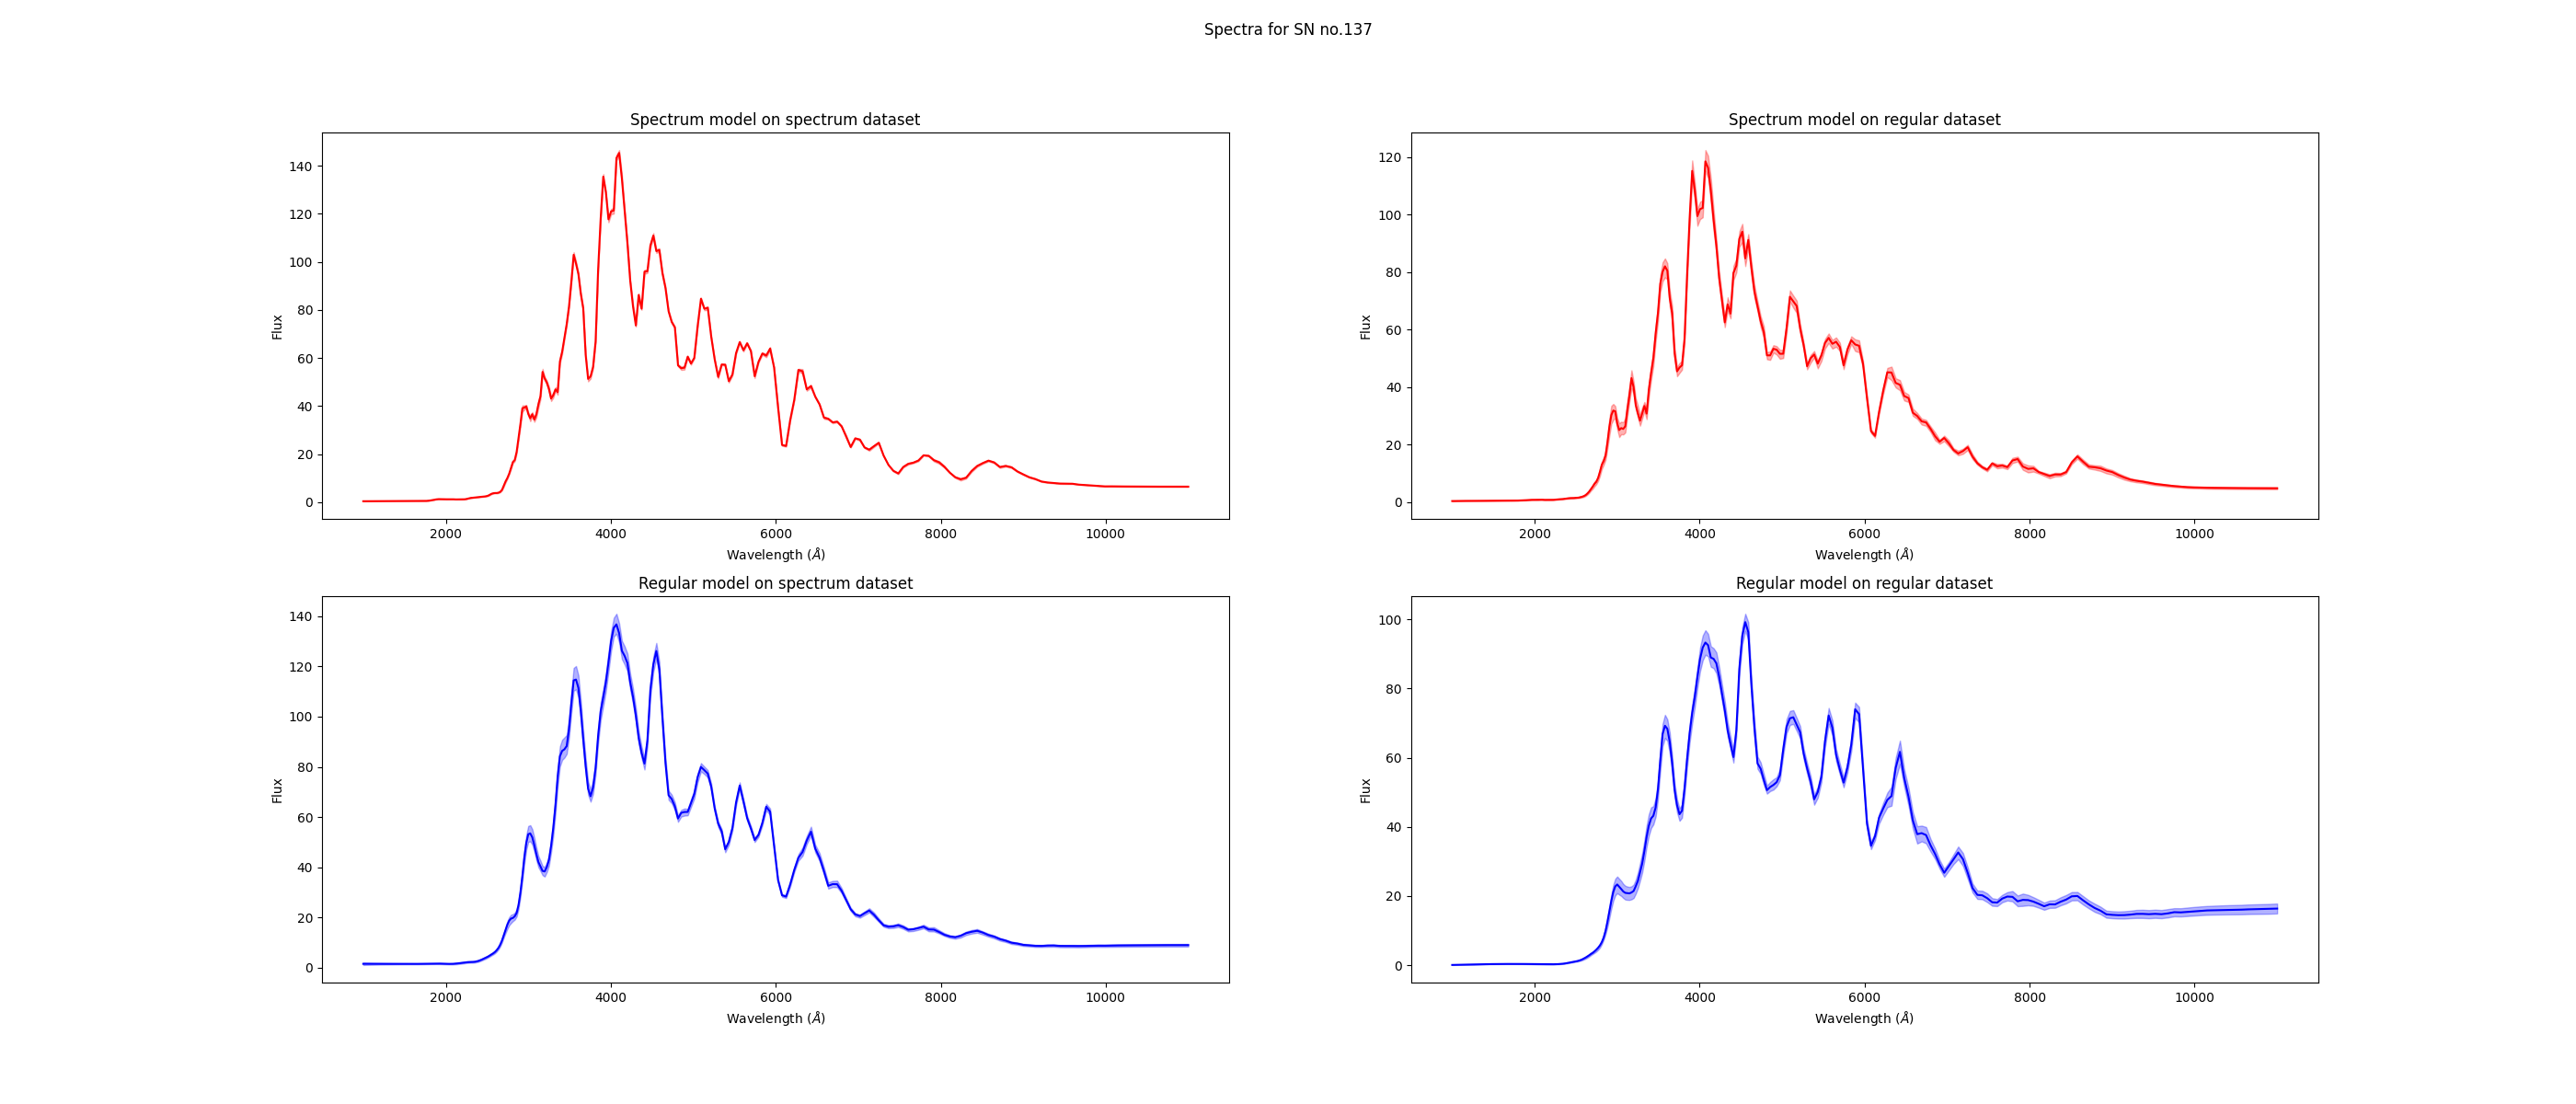 Spectra for SN no.137
Spectrum model on spectrum dataset
140
120
100
80
60
40
20
0
Flux
2000 4000 6000 8000 10000
Wavelength (Å)
Spectrum model on regular dataset
120
100
80
60
40
20
0
Flux
2000 4000 6000 8000 10000
Wavelength (Å)
Regular model on spectrum dataset
140
120
100
80
60
40
20
0
Flux
2000 4000 6000 8000 10000
Wavelength (Å)
Regular model on regular dataset
100
80
60
40
20
0
Flux
2000 4000 6000 8000 10000
Wavelength (Å)